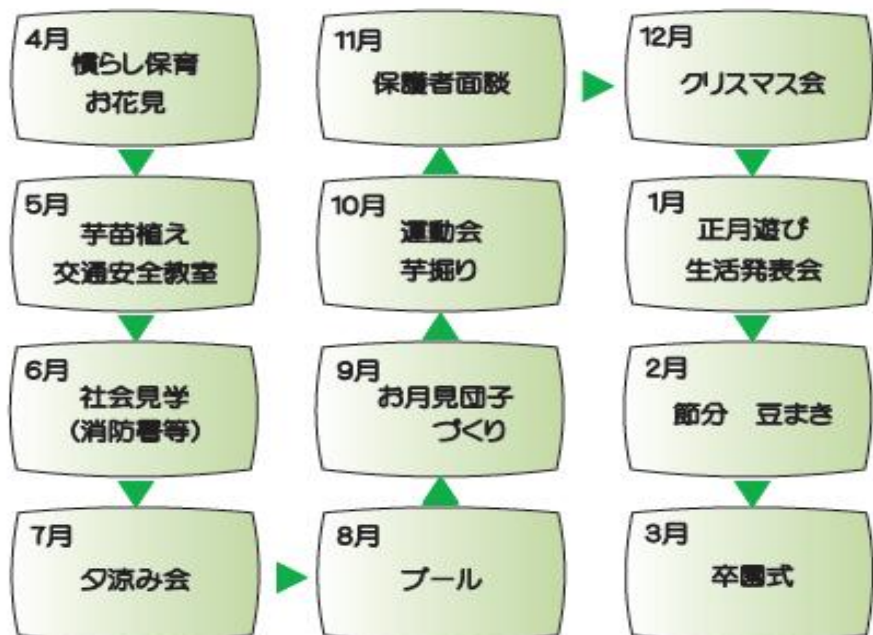 4月
慣らし保育
お花見
5月
芋苗植え
交通安全教室
6月
社会見学
(消防署等)
7月
夕涼み会
8月
プール
9月
お月見団子
づくり
10月
運動会
芋掘り
11月
保護者面談
12月
クリスマス会
1月
正月遊び
生活発表会
2月
節分 豆まき
3月
卒園式